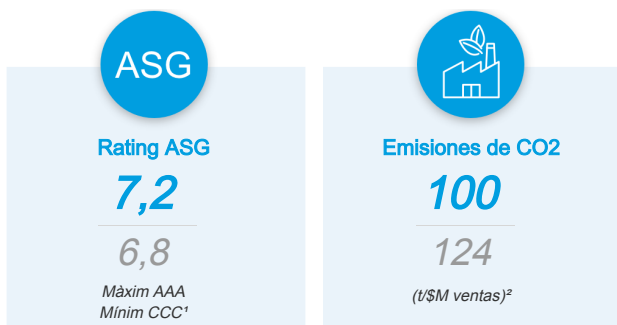 ASG
Rating ASG
7,2
6,8
Màxim AAA
Mínim CCC¹
Emisiones de CO2
100
124
(t/$M ventas)²